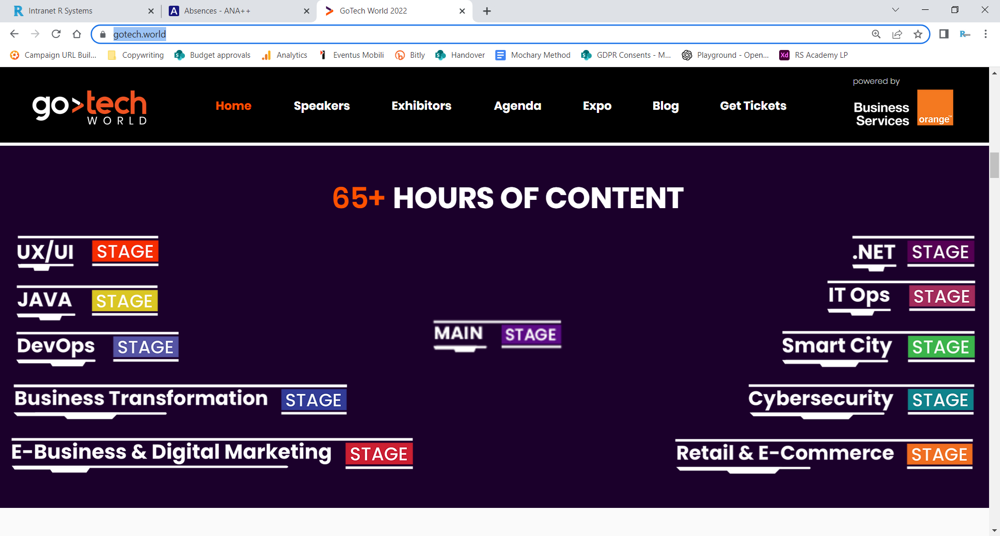 Intranet R Systems
Absences - ANA++
GoTech World 2022
gotech.world
Campaign URL Buil...
Copywriting
Budget approvals
Analytics
Eventus Mobili
Bitly
Handover
Mochary Method
GDPR Consents - M...
Playground - Open...
RS Academy LP
go>tech
WORLD
Home
Speakers
Exhibitors
Agenda
Expo
Blog
Get Tickets
powered by
Business
Services
orange™
65+ HOURS OF CONTENT
UX/UI STAGE
JAVA STAGE
DevOps STAGE
Business Transformation STAGE
E-Business & Digital Marketing STAGE
MAIN STAGE
.NET STAGE
IT Ops STAGE
Smart City STAGE
Cybersecurity STAGE
Retail & E-Commerce STAGE